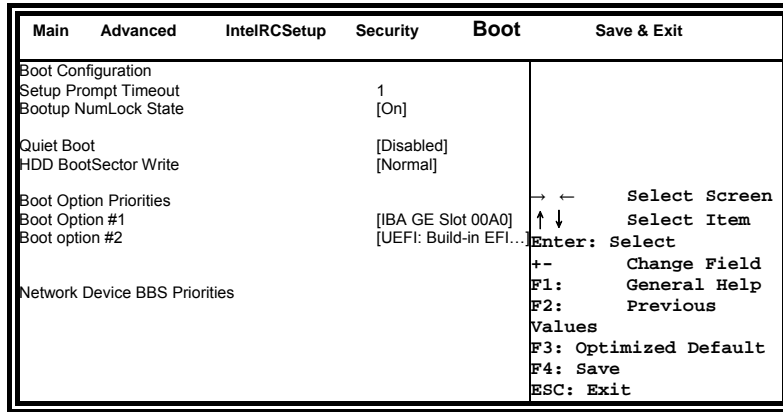 Main Advanced IntelRCSetup Security Boot Save & Exit
Boot Configuration
Setup Prompt Timeout 1
Bootup NumLock State [On]
Quiet Boot [Disabled]
HDD BootSector Write [Normal]
Boot Option Priorities
Boot Option #1 [IBA GE Slot 00A0]
Boot option #2 [UEFI: Build-in EFI…]
Network Device BBS Priorities
→ ← Select Screen
↑↓ Select Item
Enter: Select
+- Change Field
F1: General Help
F2: Previous
Values
F3: Optimized Default
F4: Save
ESC: Exit